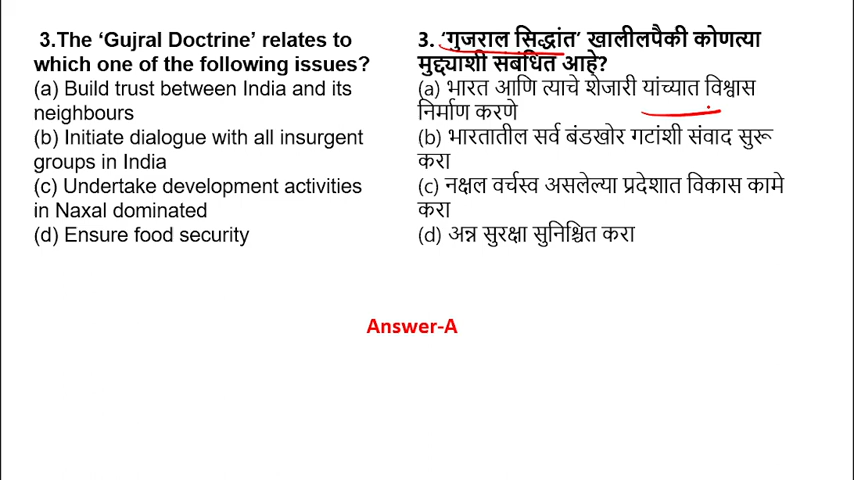 3.The ‘Gujral Doctrine’ relates to
which one of the following issues?
(a) Build trust between India and its
neighbours
(b) Initiate dialogue with all insurgent
groups in India
(c) Undertake development activities
in Naxal dominated
(d) Ensure food security
3. ‘गुजराल सिद्धांत’ खालीलपैकी कोणत्या
मुद्द्याशी संबंधित आहे?
(a) भारत आणि त्याचे शेजारी यांच्यात विश्वास
निर्माण करणे
(b) भारतातील सर्व बंडखोर गटांशी संवाद सुरू
करा
(c) नक्षल वर्चस्व असलेल्या प्रदेशात विकास कामे
करा
(d) अन्न सुरक्षा सुनिश्चित करा
Answer-A